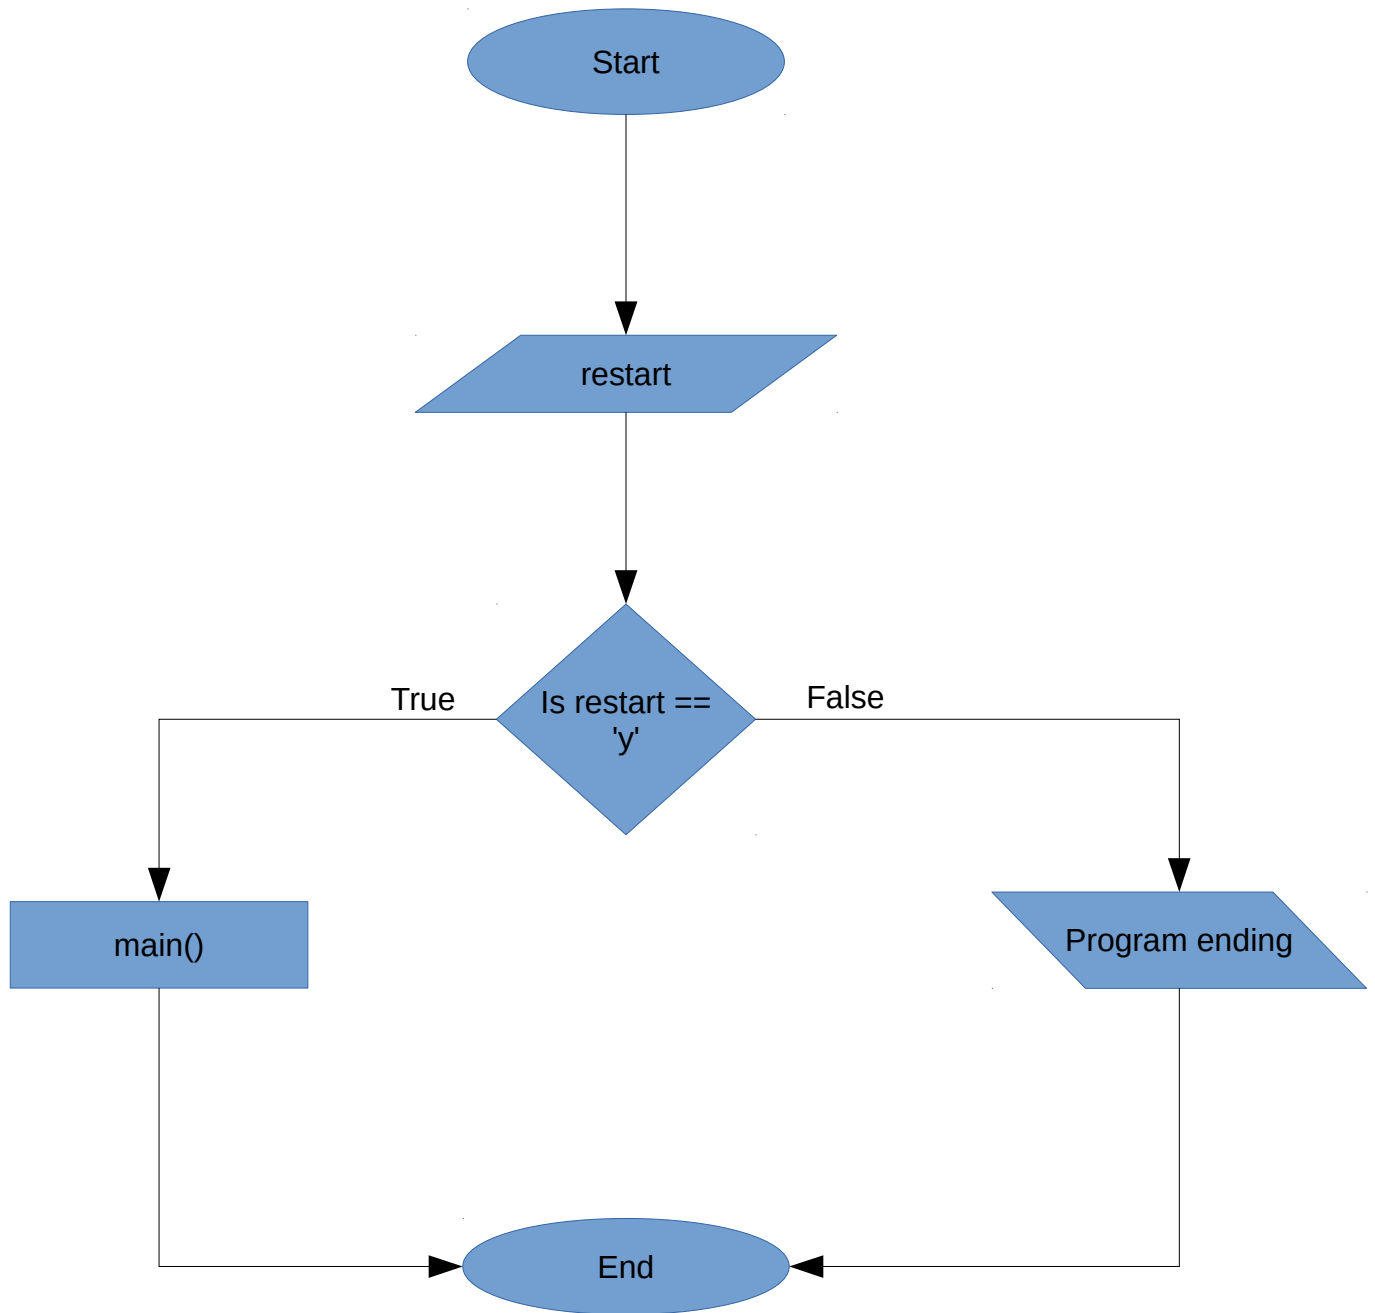 Start
restart
True
Is restart ==
'y'
False
main()
Program ending
End